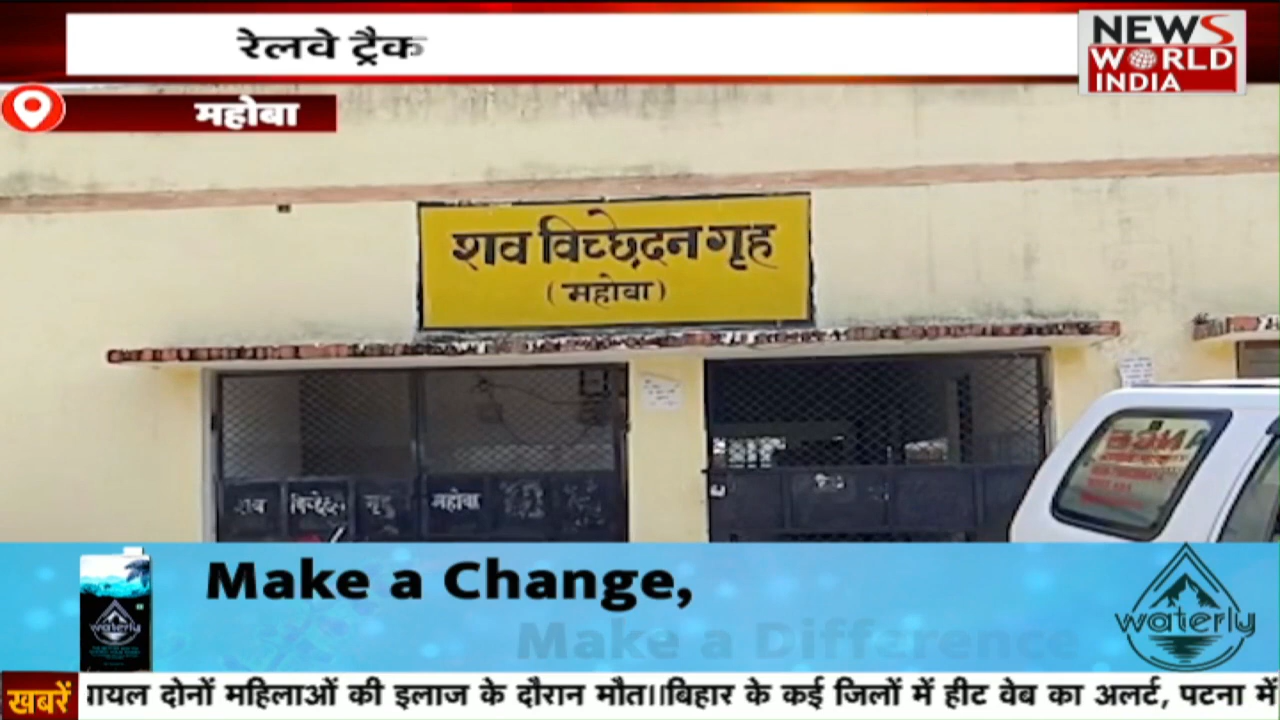 रेलवे ट्रैक
NEWS
WORLD
INDIA
महोबा
शव विच्छेदन गृह
(महोबा)
शव विच्छेदन गृह महोबा
Make a Change,
Make a Difference
waterly
waterly
खबरें
घायल दोनों महिलाओं की इलाज के दौरान मौत।।बिहार के कई जिलों में हीट वेब का अलर्ट, पटना में